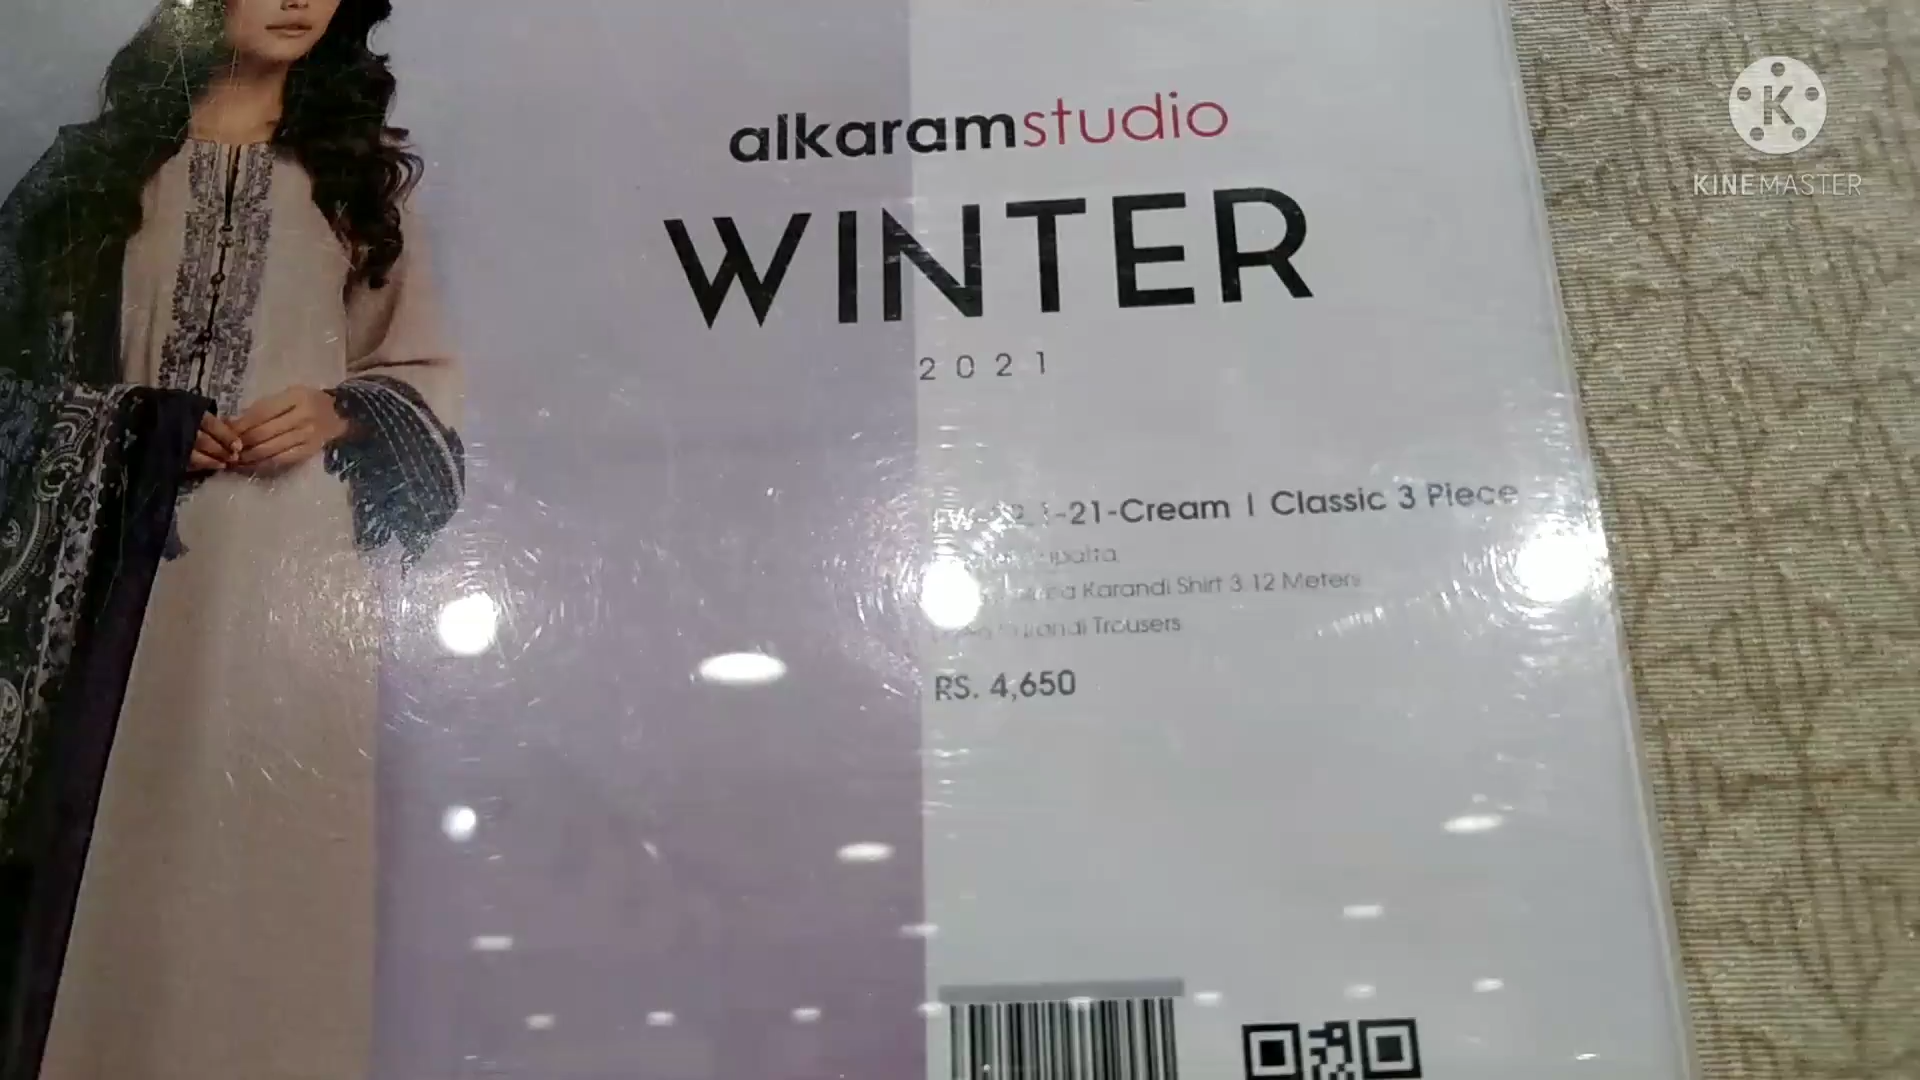 alkaramstudio
WINTER
2021
-21-Cream | Classic 3 Piece
Karandi Shirt 3.12 Meters
Trousers
RS. 4,650
KINEMASTER